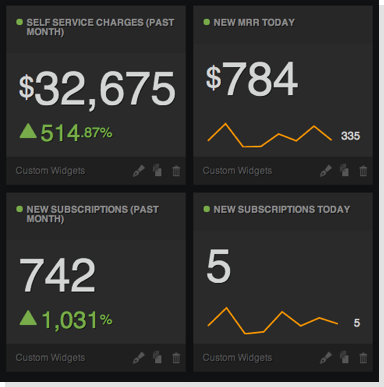 SELF SERVICE CHARGES (PAST
MONTH)
$32,675
514.87%
Custom Widgets
NEW MRR TODAY
$784
335
Custom Widgets
NEW SUBSCRIPTIONS (PAST
MONTH)
742
1,031%
Custom Widgets
NEW SUBSCRIPTIONS TODAY
5
5
Custom Widgets